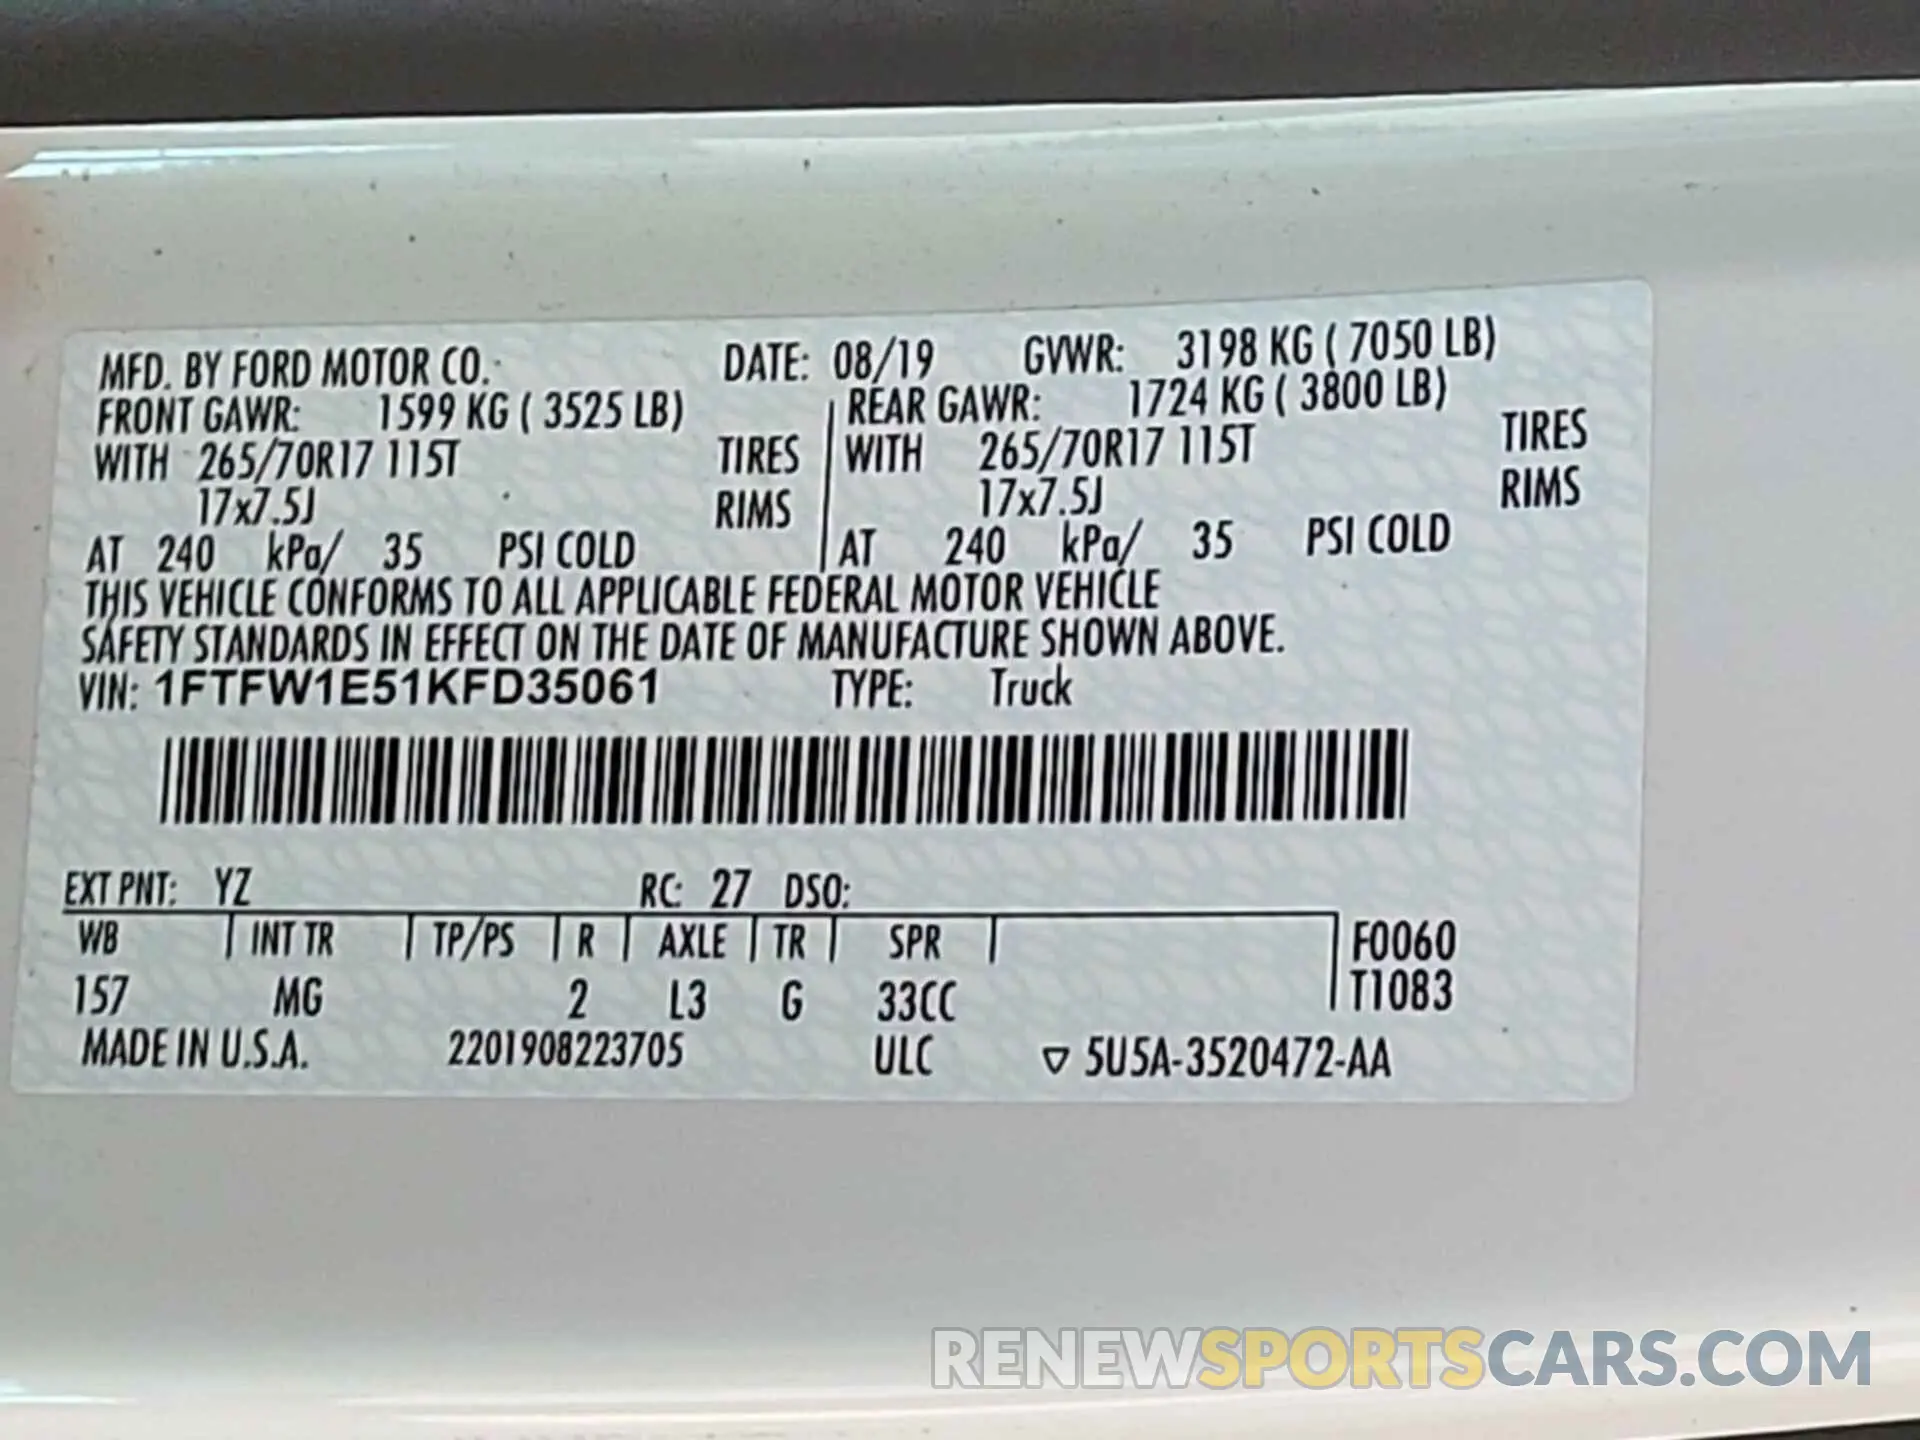 MFD. BY FORD MOTOR CO. DATE: 08/19 GVWR: 3198 KG ( 7050 LB)
FRONT GAWR: 1599 KG ( 3525 LB) REAR GAWR: 1724 KG ( 3800 LB)
WITH 265/70R17 115T TIRES WITH 265/70R17 115T TIRES
17x7.5J RIMS 17x7.5J RIMS
AT 240 kPa/ 35 PSI COLD AT 240 kPa/ 35 PSI COLD
THIS VEHICLE CONFORMS TO ALL APPLICABLE FEDERAL MOTOR VEHICLE
SAFETY STANDARDS IN EFFECT ON THE DATE OF MANUFACTURE SHOWN ABOVE.
VIN: 1FTFW1E51KFD35061 TYPE: Truck
EXT PNT: YZ RC: 27 DSO:
WB INT TR TP/PS R AXLE TR SPR F0060
157 MG 2 L3 G 33CC T1083
MADE IN U.S.A. 2201908223705 ULC ▽ 5U5A-3520472-AA
RENEWSPORTSCARS.COM